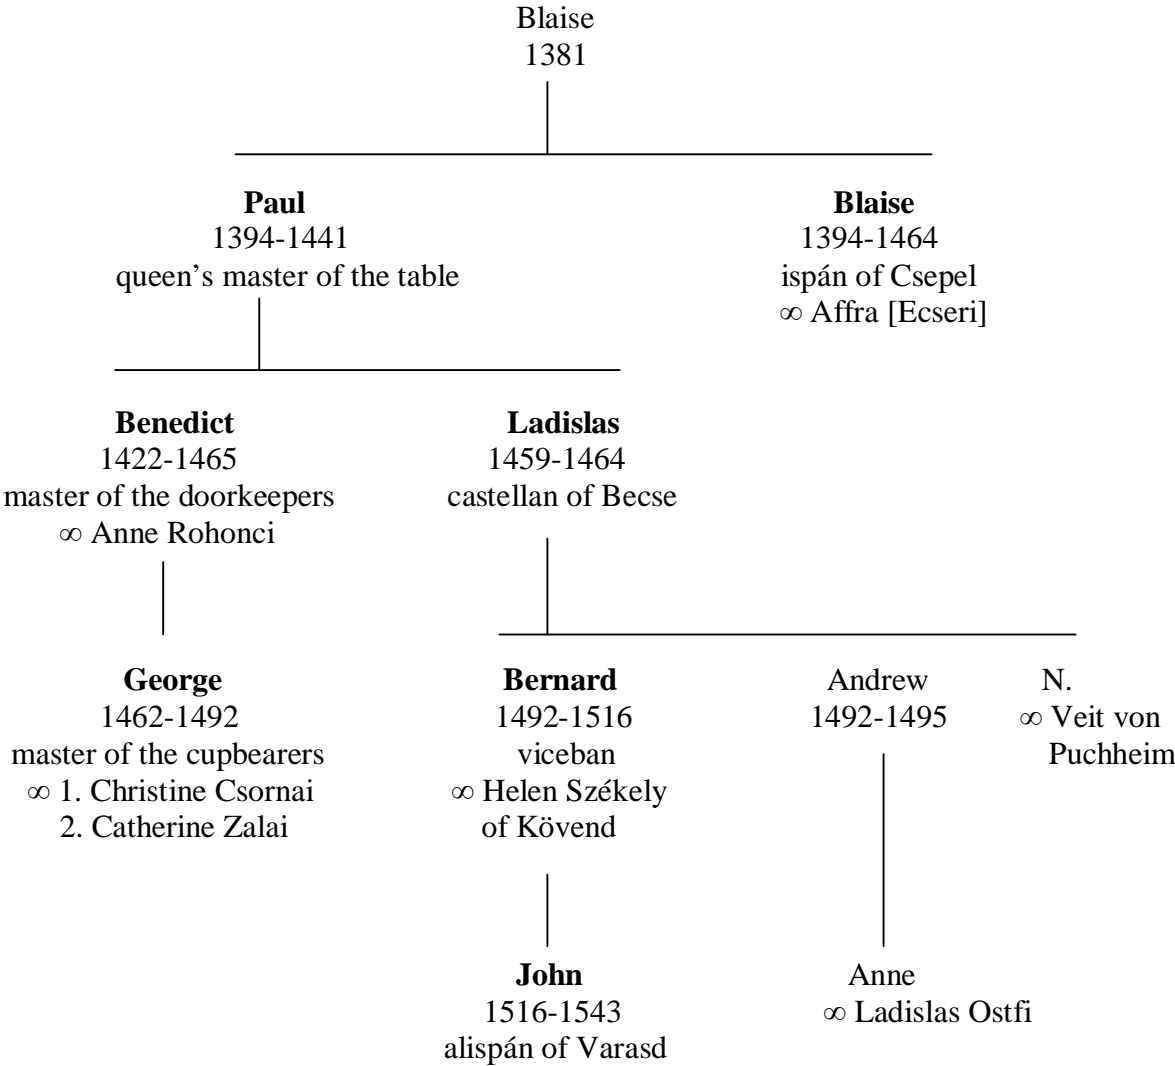 Blaise
1381
Paul
1394-1441
queen’s master of the table
Blaise
1394-1464
ispán of Csepel
∞ Affra [Ecseri]
Benedict
1422-1465
master of the doorkeepers
∞ Anne Rohonci
Ladislas
1459-1464
castellan of Becse
George
1462-1492
master of the cupbearers
∞ 1. Christine Csornai
2. Catherine Zalai
Bernard
1492-1516
viceban
∞ Helen Székely
of Kövend
Andrew
1492-1495
N.
∞ Veit von
Puchheim
John
1516-1543
alispán of Varasd
Anne
∞ Ladislas Ostfi